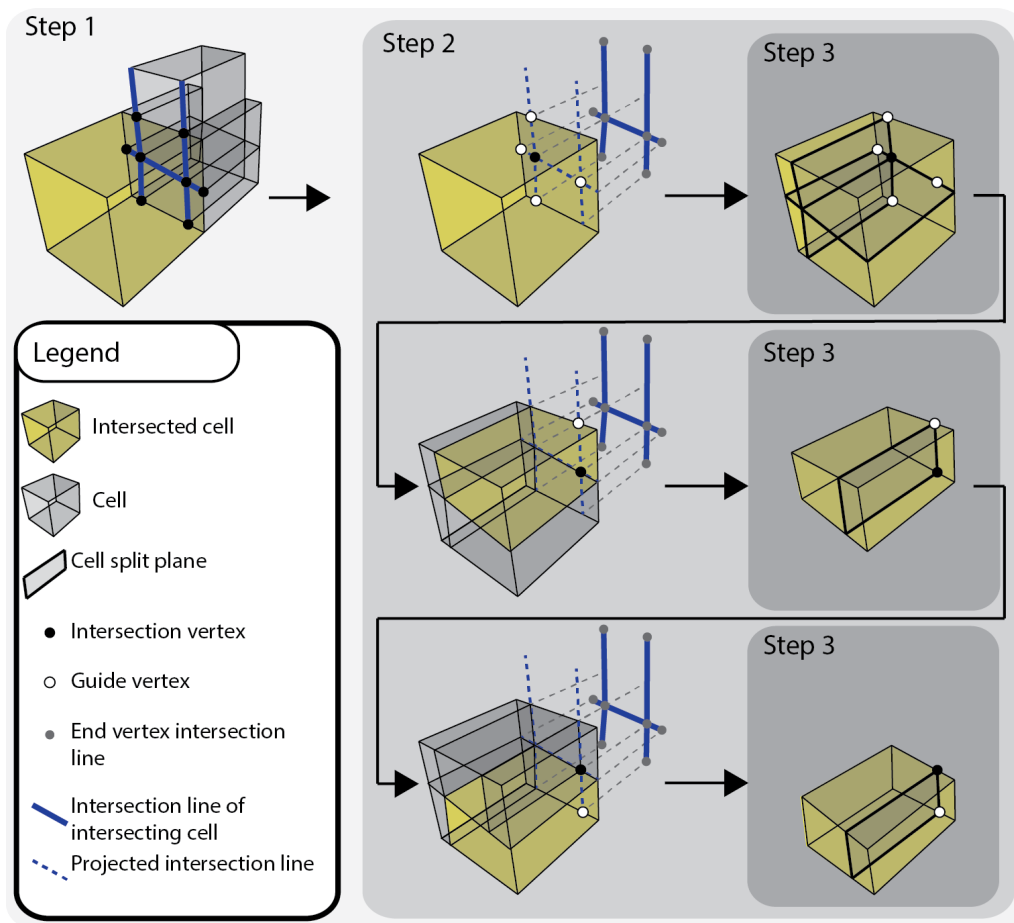 Step 1
Step 2
Step 3
Step 3
Step 3
Legend
Intersected cell
Cell
Cell split plane
Intersection vertex
Guide vertex
End vertex intersection
line
Intersection line of
intersecting cell
Projected intersection line